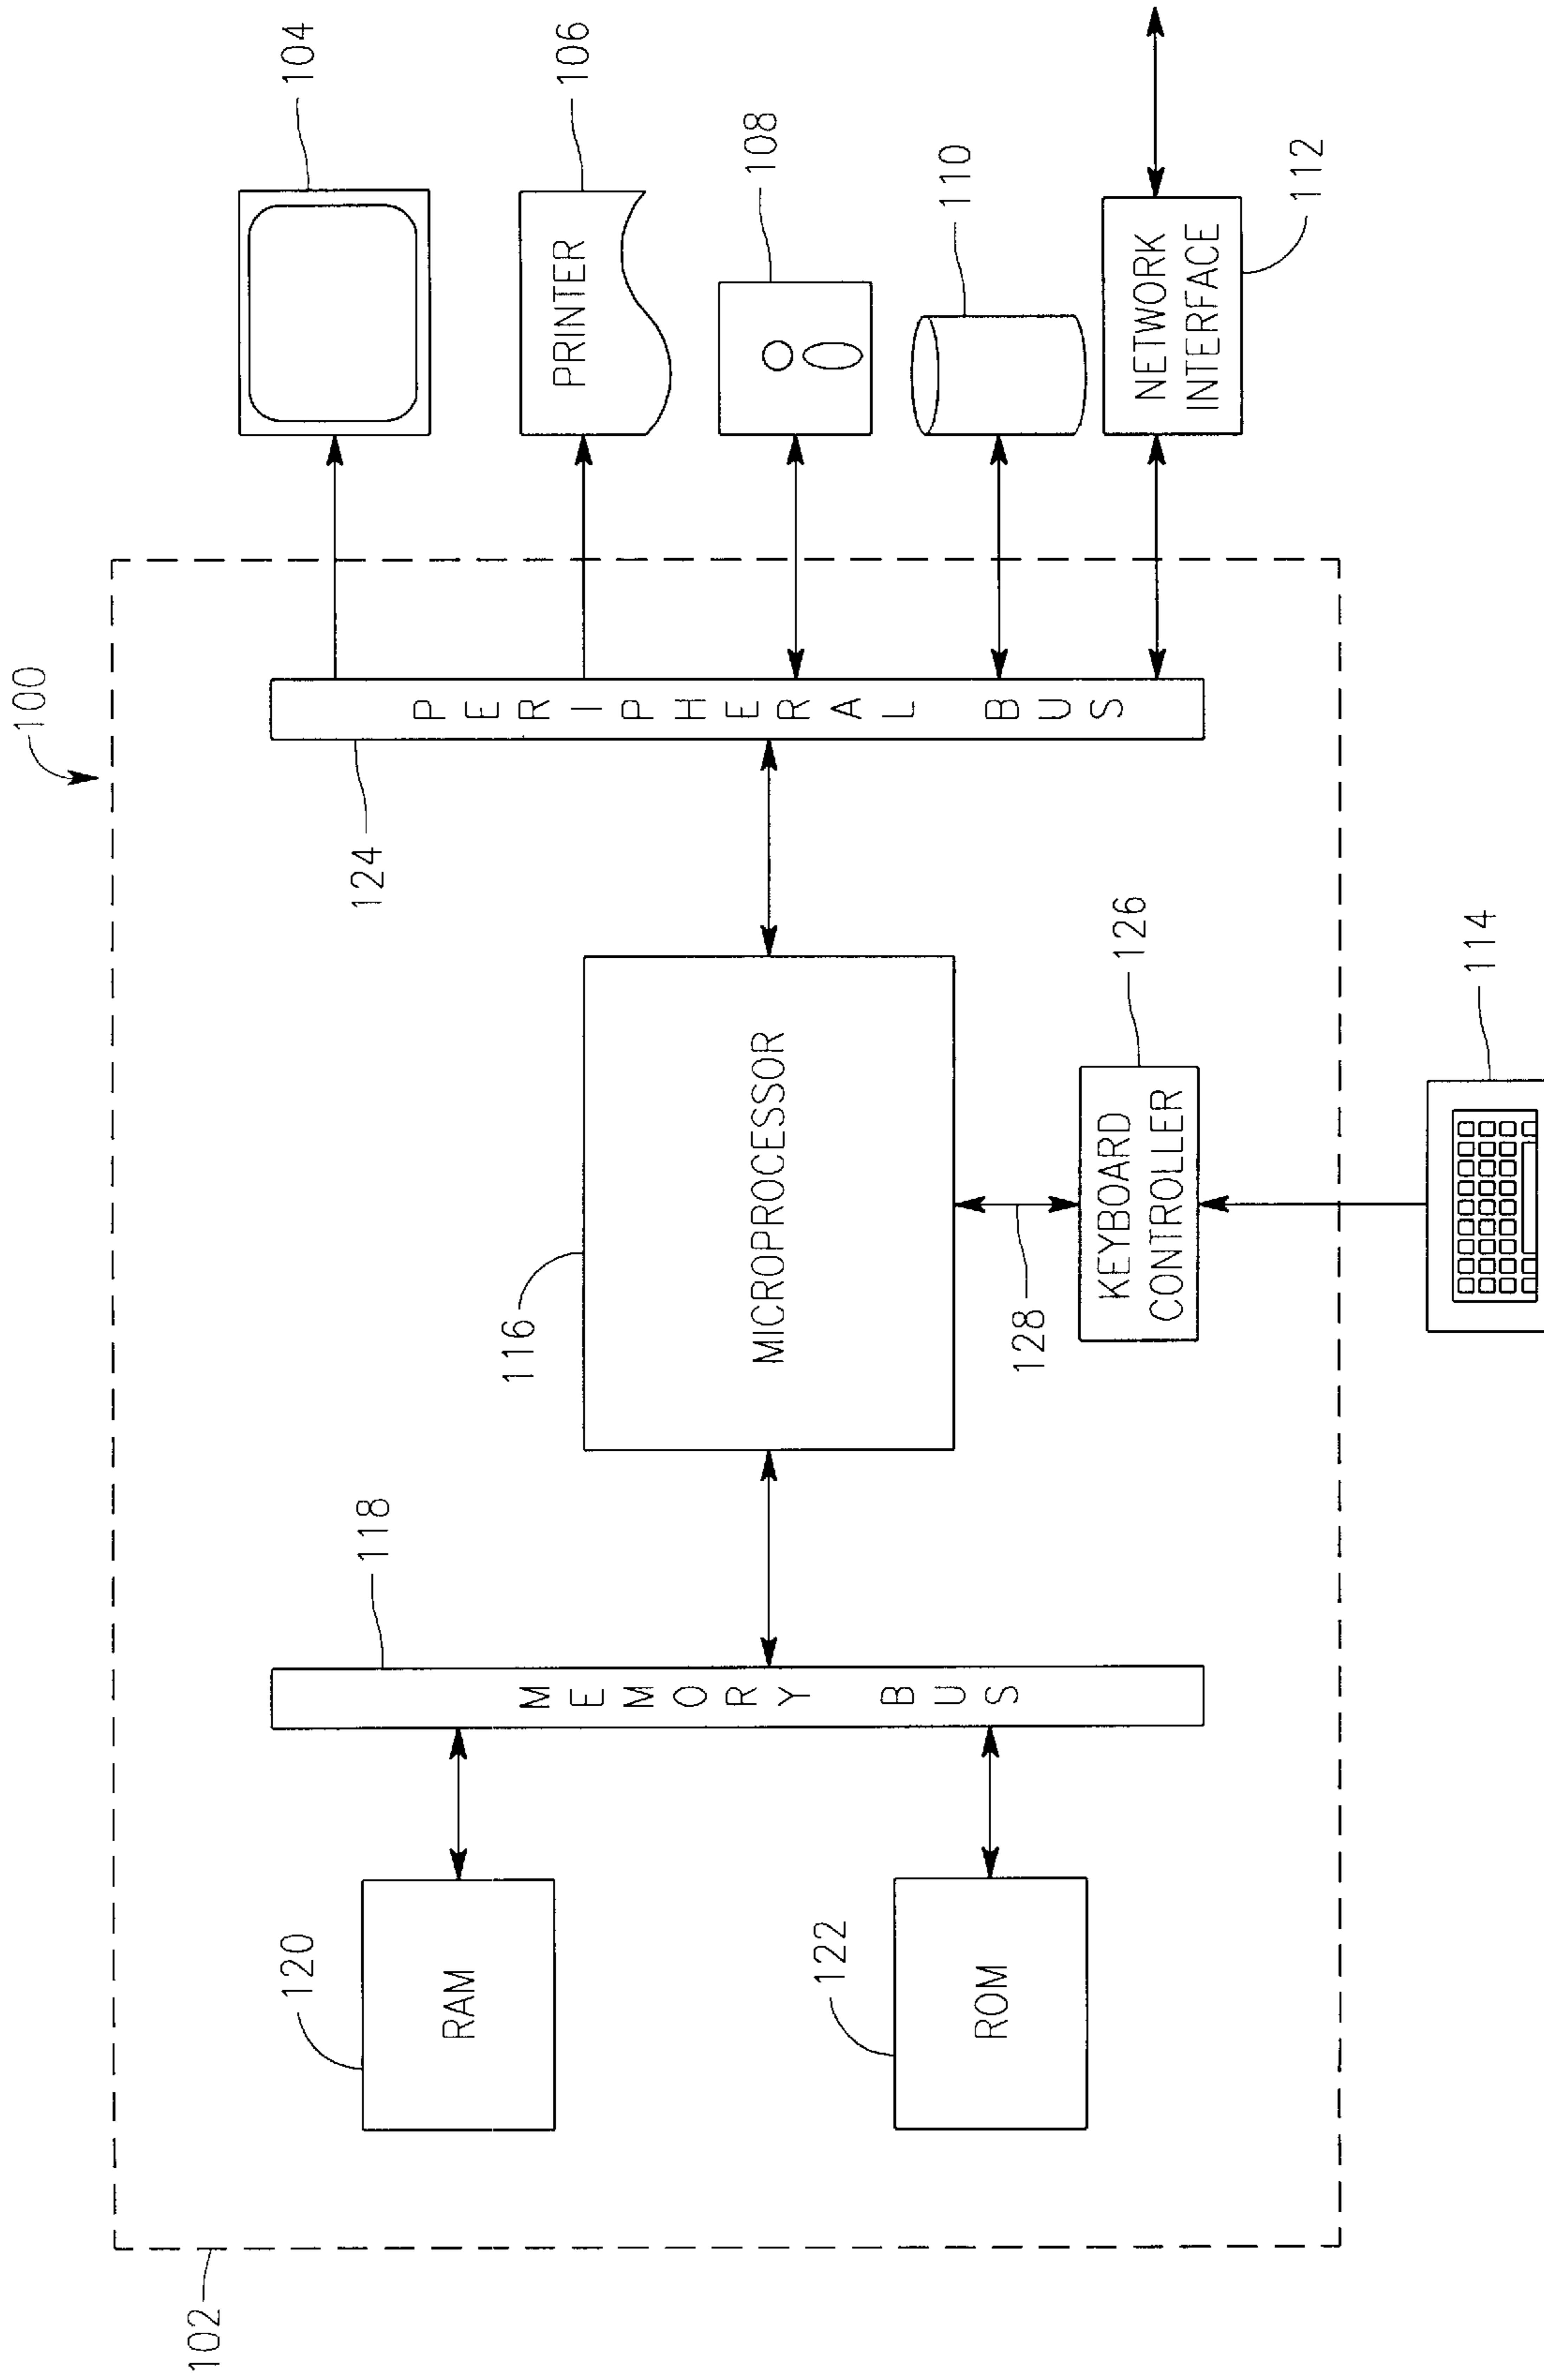 100
102
120
RAM
122
ROM
118
MEMORY BUS
116
MICROPROCESSOR
128
KEYBOARD
CONTROLLER
126
114
124
PERIPHERAL BUS
104
PRINTER
106
108
110
NETWORK
INTERFACE
112